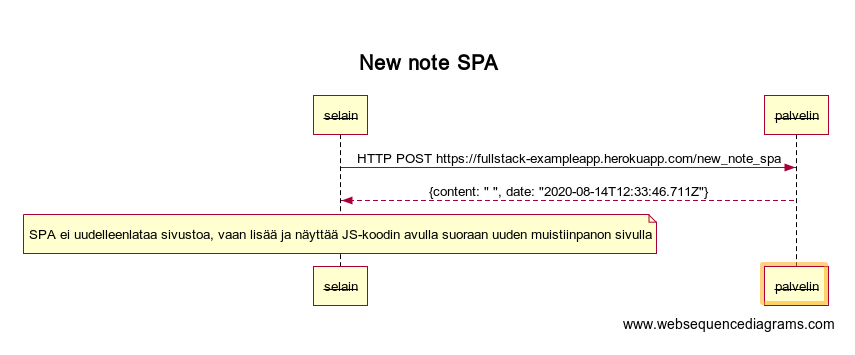 New note SPA
selain palvelin
HTTP POST https://fullstack-exampleapp.herokuapp.com/new_note_spa
{content: " ", date: "2020-08-14T12:33:46.711Z"}
SPA ei uudelleenlataa sivustoa, vaan lisää ja näyttää JS-koodin avulla suoraan uuden muistiinpanon sivulla
selain palvelin
www.websequencediagrams.com